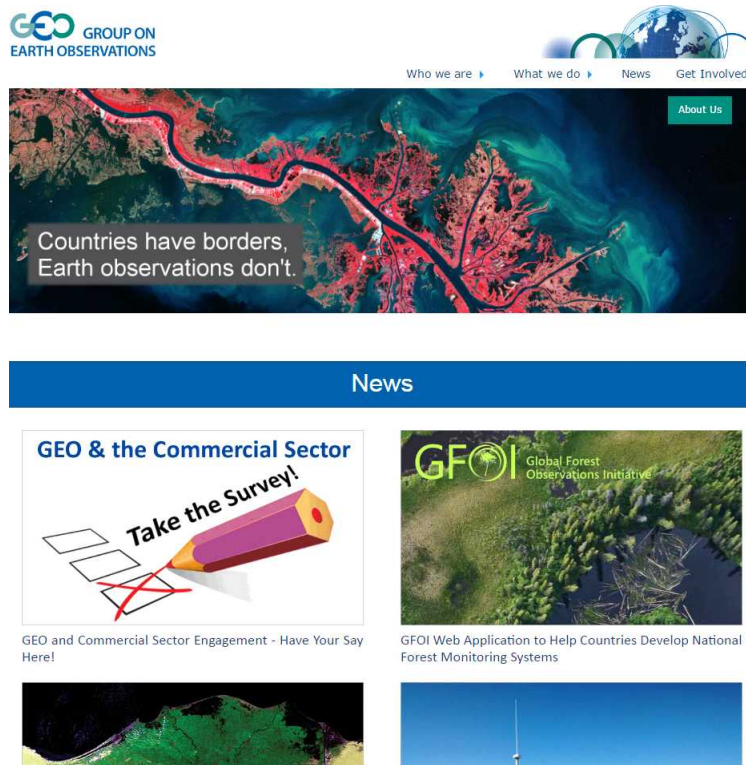 GEO GROUP ON
EARTH OBSERVATIONS
Who we are What we do News Get Involved
About Us
Countries have borders,
Earth observations don't.
News
GEO & the Commercial Sector
Take the Survey!
GFOI Global Forest
Observations Initiative
GEO and Commercial Sector Engagement - Have Your Say
Here!
GFOI Web Application to Help Countries Develop National
Forest Monitoring Systems